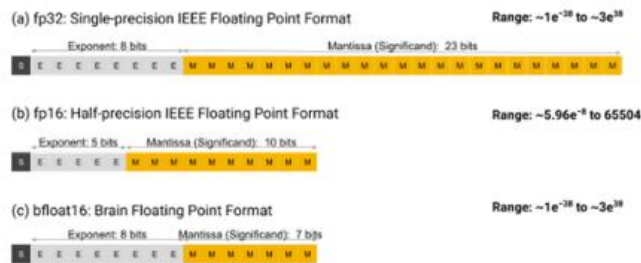 (a) fp32: Single-precision IEEE Floating Point Format Range: ~1e⁻³⁸ to ~3e³⁸
Exponent: 8 bits Mantissa (Significand): 23 bits
S E E E E E E E E M M M M M M M M M M M M M M M M M M M M M M M
(b) fp16: Half-precision IEEE Floating Point Format Range: ~5.96e⁻⁸ to 65504
Exponent: 5 bits Mantissa (Significand): 10 bits
S E E E E E M M M M M M M M M M
(c) bfloat16: Brain Floating Point Format Range: ~1e⁻³⁸ to ~3e³⁸
Exponent: 8 bits Mantissa (Significand): 7 bits
S E E E E E E E E M M M M M M M